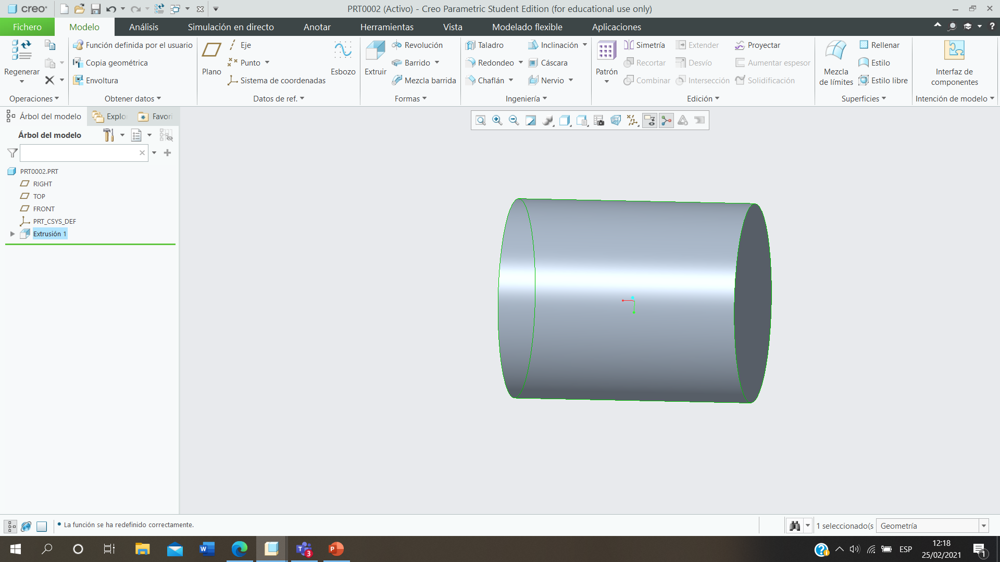 creo
PRT0002 (Activo) - Creo Parametric Student Edition (for educational use only)
Fichero
Modelo
Análisis
Simulación en directo
Anotar
Herramientas
Vista
Modelado flexible
Aplicaciones
Regenerar
Operaciones
Función definida por el usuario
Copia geométrica
Envoltura
Obtener datos
Plano
Eje
Punto
Sistema de coordenadas
Esbozo
Datos de ref.
Extruir
Revolución
Barrido
Mezcla barrida
Formas
Taladro
Redondeo
Chaflán
Inclinación
Cáscara
Nervio
Ingeniería
Patrón
Simetría
Recortar
Combinar
Extender
Desvío
Intersección
Proyectar
Aumentar espesor
Solidificación
Edición
Mezcla
de límites
Rellenar
Estilo
Estilo libre
Superficies
Interfaz de
componentes
Intención de modelo
Árbol del modelo
Explo
Favori
Árbol del modelo
PRT0002.PRT
RIGHT
TOP
FRONT
PRT_CSYS_DEF
Extrusión 1
La función se ha redefinido correctamente.
1 seleccionado(s
Geometría
ESP
12:18
25/02/2021
3
1